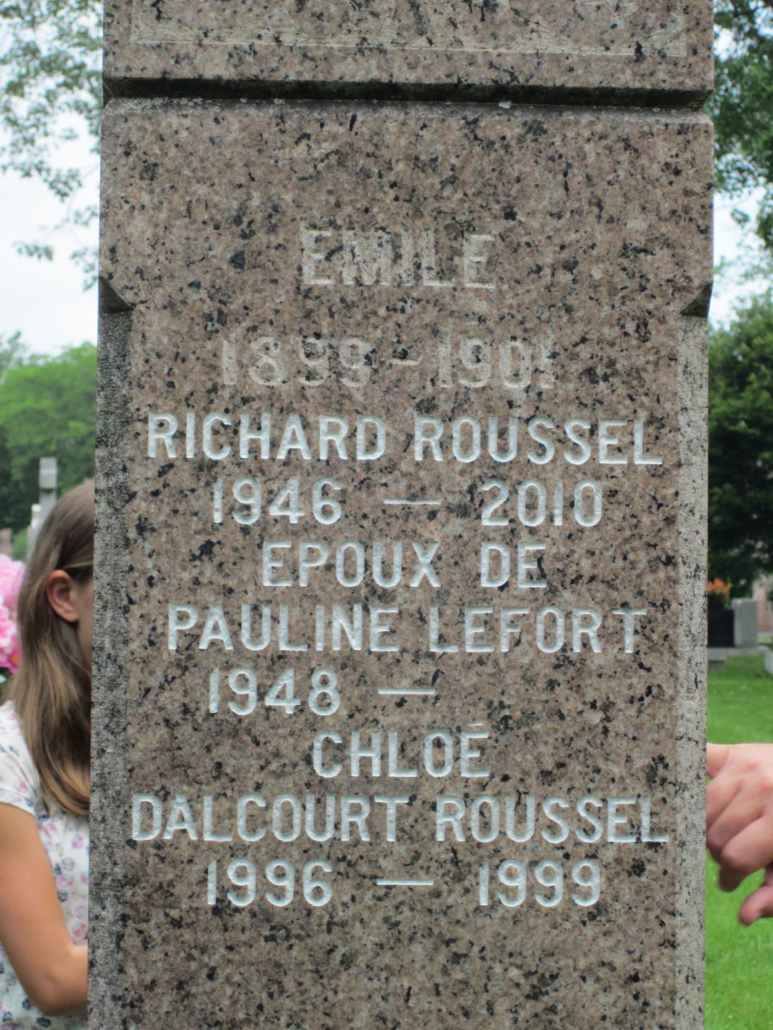 EMILE
1899-1901
RICHARD ROUSSEL
1946 — 2010
EPOUX DE
PAULINE LEFORT
1948 —
CHLOÉ
DALCOURT ROUSSEL
1996 — 1999